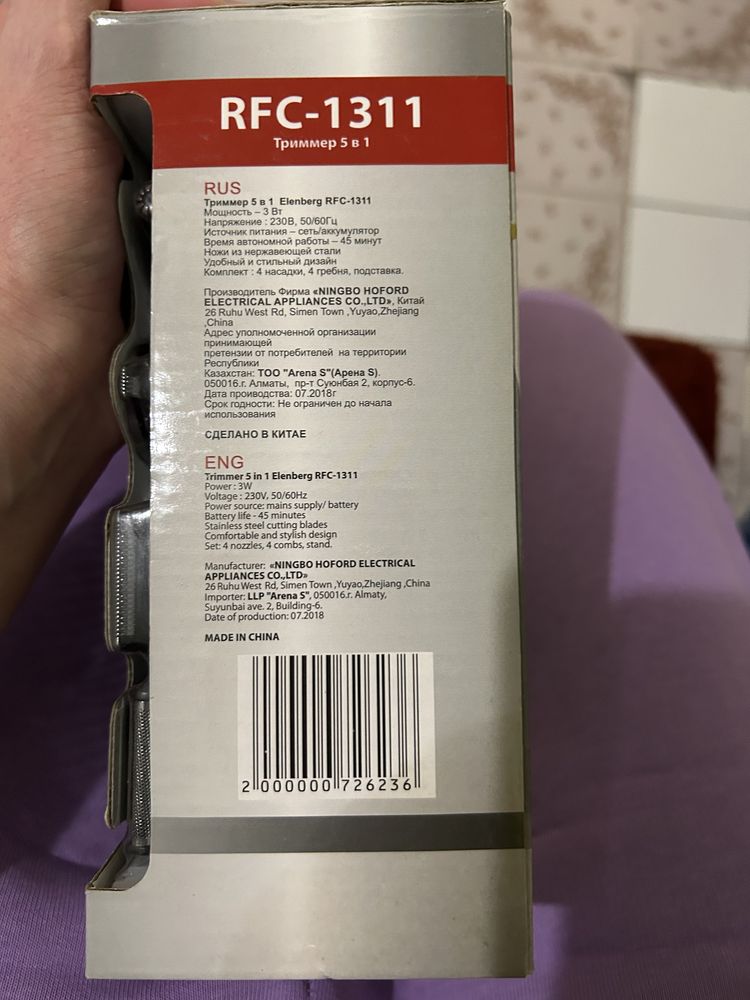 RFC-1311
Триммер 5 в 1
RUS
Триммер 5 в 1 Elenberg RFC-1311
Мощность – 3 Вт
Напряжение : 230В, 50/60Гц
Источник питания – сеть/аккумулятор
Время автономной работы – 45 минут
Ножи из нержавеющей стали
Удобный и стильный дизайн
Комплект : 4 насадки, 4 гребня, подставка.
Производитель Фирма «NINGBO HOFORD
ELECTRICAL APPLIANCES CO.,LTD», Китай
26 Ruhu West Rd, Simen Town ,Yuyao,Zhejiang
,China
Адрес уполномоченной организации
принимающей
претензии от потребителей на территории
Республики
Казахстан: ТОО "Arena S"(Арена S).
050016.г. Алматы, пр-т Суюнбая 2, корпус-6.
Дата проиводства: 07.2018г
Срок годности: Не ограничен до начала
использования
СДЕЛАНО В КИТАЕ
ENG
Trimmer 5 in 1 Elenberg RFC-1311
Power : 3W
Voltage : 230V, 50/60Hz
Power source: mains supply/ battery
Battery life - 45 minutes
Stainless steel cutting blades
Comfortable and stylish design
Set: 4 nozzles, 4 combs, stand.
Manufacturer: «NINGBO HOFORD ELECTRICAL
APPLIANCES CO.,LTD»
26 Ruhu West Rd, Simen Town ,Yuyao,Zhejiang ,China
Importer: LLP "Arena S", 050016.г. Almaty,
Suyunbai ave. 2, Building-6.
Date of production: 07.2018
MADE IN CHINA
2 000000 726236